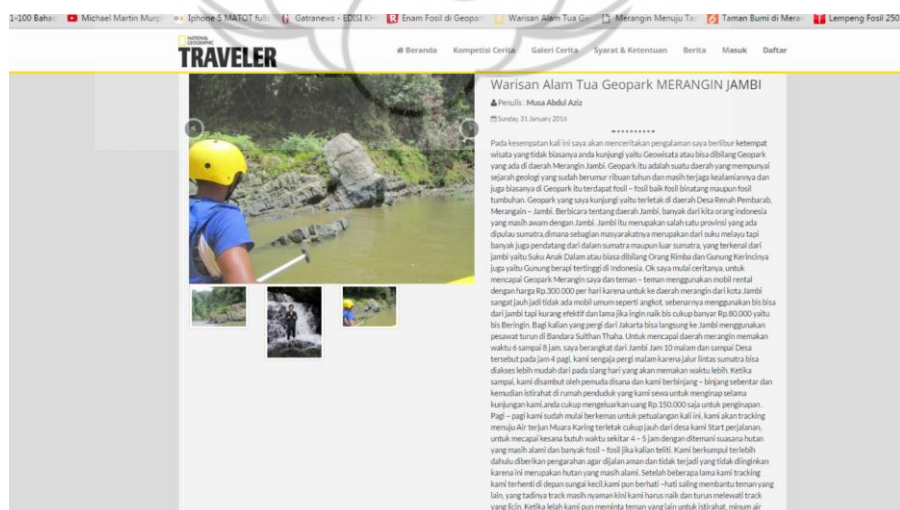 1-100 Baha
Michael Martin Murp
Iphone 5 MATOT full
Gatranews - EDISI KH
Enam Fosil di Geopar
Warisan Alam Tua Ge
Merangin Menuju Ta
Taman Bumi di Mera
Lempeng Fosil 250
NATIONAL
GEOGRAPHIC
TRAVELER
Beranda
Kompetisi Cerita
Galeri Cerita
Syarat & Ketentuan
Berita
Masuk
Daftar
Warisan Alam Tua Geopark MERANGIN JAMBI
Penulis : Musa Abdul Aziz
Sunday, 31 January 2016
Pada kesempatan kali ini saya akan menceritakan pengalaman saya berlibur ketempat
wisata yang tidak biasanya anda kunjungi yaitu Geowisata atau bisa dibilang Geopark
yang ada di daerah Merangin Jambi. Geopark itu adalah suatu daerah yang mempunyai
sejarah geologi yang sudah berumur ribuan tahun dan masih terjaga kealamiannya dan
juga biasanya di Geopark itu terdapat fosil – fosil baik fosil binatang maupun fosil
tumbuhan. Geopark yang saya kunjungi yaitu terletak di daerah Desa Renah Pembarab,
Merangain – Jambi. Berbicara tentang daerah Jambi, banyak dari kita orang indonesia
yang masih awam dengan Jambi. Jambi itu merupakan salah satu provinsi yang ada
dipulau sumatra,dimana sebagian masyarakatnya merupakan dari suku melayu tapi
banyak juga pendatang dari dalam sumatra maupun luar sumatra, yang terkenal dari
jambi yaitu Suku Anak Dalam atau biasa dibilang Orang Rimba dan Gunung Kerincinya
juga yaitu Gunung berapi tertinggi di Indonesia. Ok saya mulai ceritanya, untuk
mencapai Geopark Merangin saya dan teman – teman menggunakan mobil rental
dengan harga Rp.300.000 per hari karena untuk ke daerah merangin dari kota Jambi
sangat jauh jadi tidak ada mobil umum seperti angkot, sebenarnya menggunakan bis bisa
dari jambi tapi kurang efektif dan lama jika ingin naik bis cukup banyar Rp.80.000 yaitu
bis Beringin. Bagi kalian yang pergi dari Jakarta bisa langsung ke Jambi menggunakan
pesawat turun di Bandara Sulthan Thaha. Untuk mencapai daerah merangin memakan
waktu 6 sampai 8 jam, saya berangkat dari Jambi Jam 10 malam dan sampai Desa
tersebut pada jam 4 pagi, kami sengaja pergi malam karena jalur lintas sumatra bisa
diakses lebih mudah dari pada siang hari yang akan memakan waktu lebih. Ketika
sampai, kami disambut oleh pemuda disana dan kami berbinjang – binjang sebentar dan
kemudian istirahat di rumah penduduk yang kami sewa untuk menginap selama
kunjungan kami,anda cukup mengeluarkan uang Rp.150.000 saja untuk penginapan .
Pagi – pagi kami sudah mulai berkemas untuk petualangan kali ini, kami akan tracking
menuju Air terjun Muara Karing terletak cukup jauh dari desa kami Start perjalanan,
untuk mecapai kesana butuh waktu sekitar 4 – 5 jam dengan ditemani suasana hutan
yang masih alami dan banyak fosil – fosil jika kalian teliti. Kami berkumpul terlebih
dahulu diberikan pengarahan agar dijalan aman dan tidak terjadi yang tidak diinginkan
karena ini merupakan hutan yang masih alami. Setelah beberapa lama kami tracking
kami terhenti di depan sungai kecil,kami pun berhati –hati saling membantu teman yang
lain, yang tadinya track masih nyaman kini kami harus naik dan turun melewati track
yang licin. Ketika lelah kami pun meminta teman yang lain untuk istirahat, minum air